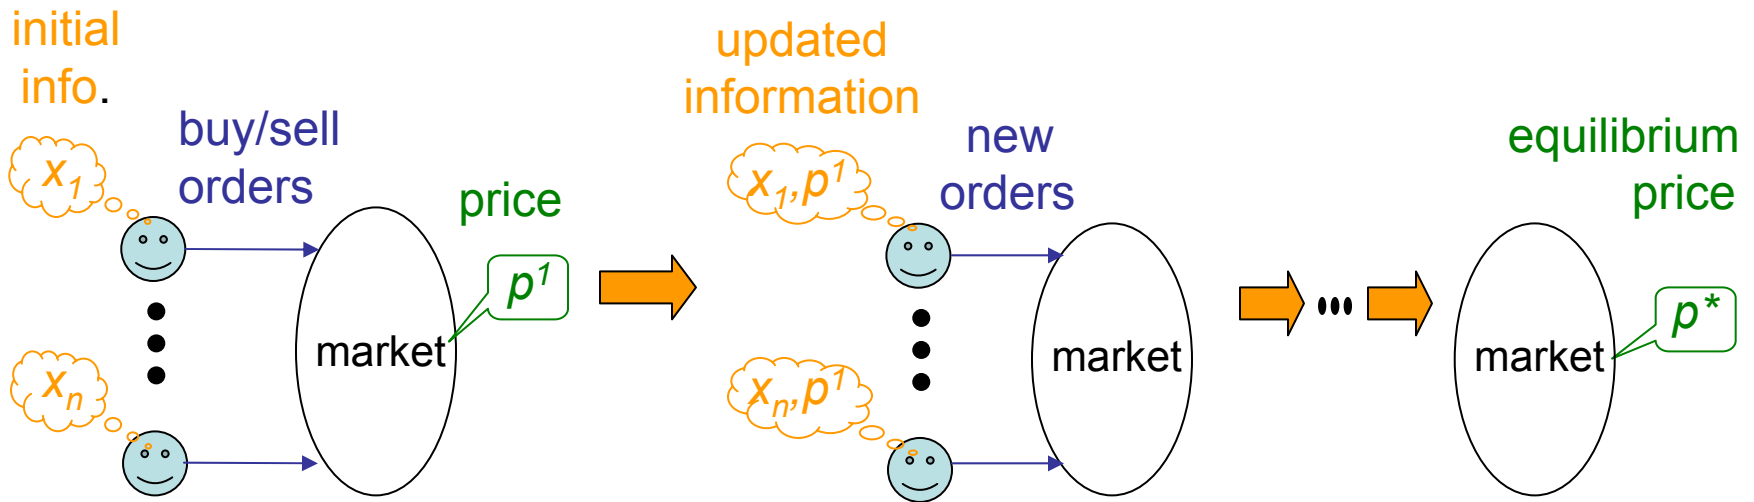 initial
info.
x₁
xₙ
buy/sell
orders
market
price
p¹
updated
information
x₁,p¹
xₙ,p¹
new
orders
market
equilibrium
price
market
p*